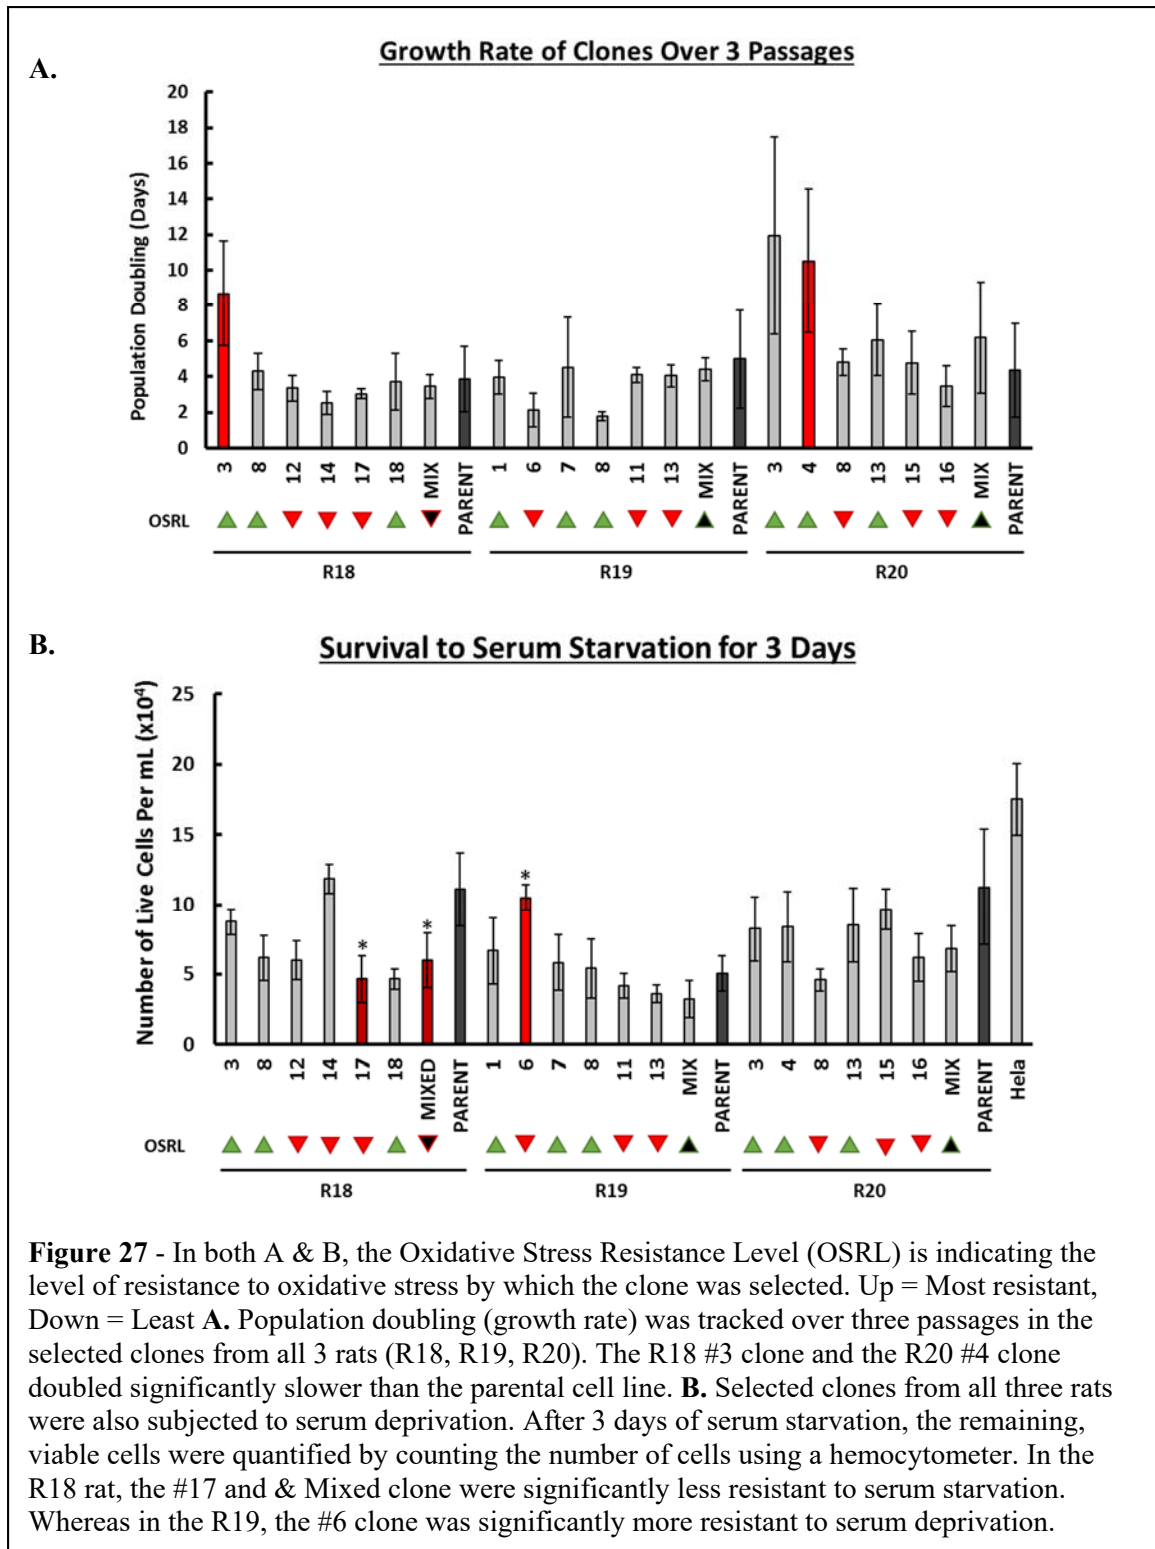 A.
Growth Rate of Clones Over 3 Passages
Population Doubling (Days)
20
18
16
14
12
10
8
6
4
2
0
3 8 12 14 17 18 MIX PARENT 1 6 7 8 11 13 MIX PARENT 3 4 8 13 15 16 MIX PARENT
OSRL
R18 R19 R20
B.
Survival to Serum Starvation for 3 Days
Number of Live Cells Per mL (x10⁴)
25
20
15
10
5
0
* * *
3 8 12 14 17 18 MIXED PARENT 1 6 7 8 11 13 MIX PARENT 3 4 8 13 15 16 MIX PARENT Hela
OSRL
R18 R19 R20
Figure 27 - In both A & B, the Oxidative Stress Resistance Level (OSRL) is indicating the
level of resistance to oxidative stress by which the clone was selected. Up = Most resistant,
Down = Least A. Population doubling (growth rate) was tracked over three passages in the
selected clones from all 3 rats (R18, R19, R20). The R18 #3 clone and the R20 #4 clone
doubled significantly slower than the parental cell line. B. Selected clones from all three rats
were also subjected to serum deprivation. After 3 days of serum starvation, the remaining,
viable cells were quantified by counting the number of cells using a hemocytometer. In the
R18 rat, the #17 and & Mixed clone were significantly less resistant to serum starvation.
Whereas in the R19, the #6 clone was significantly more resistant to serum deprivation.